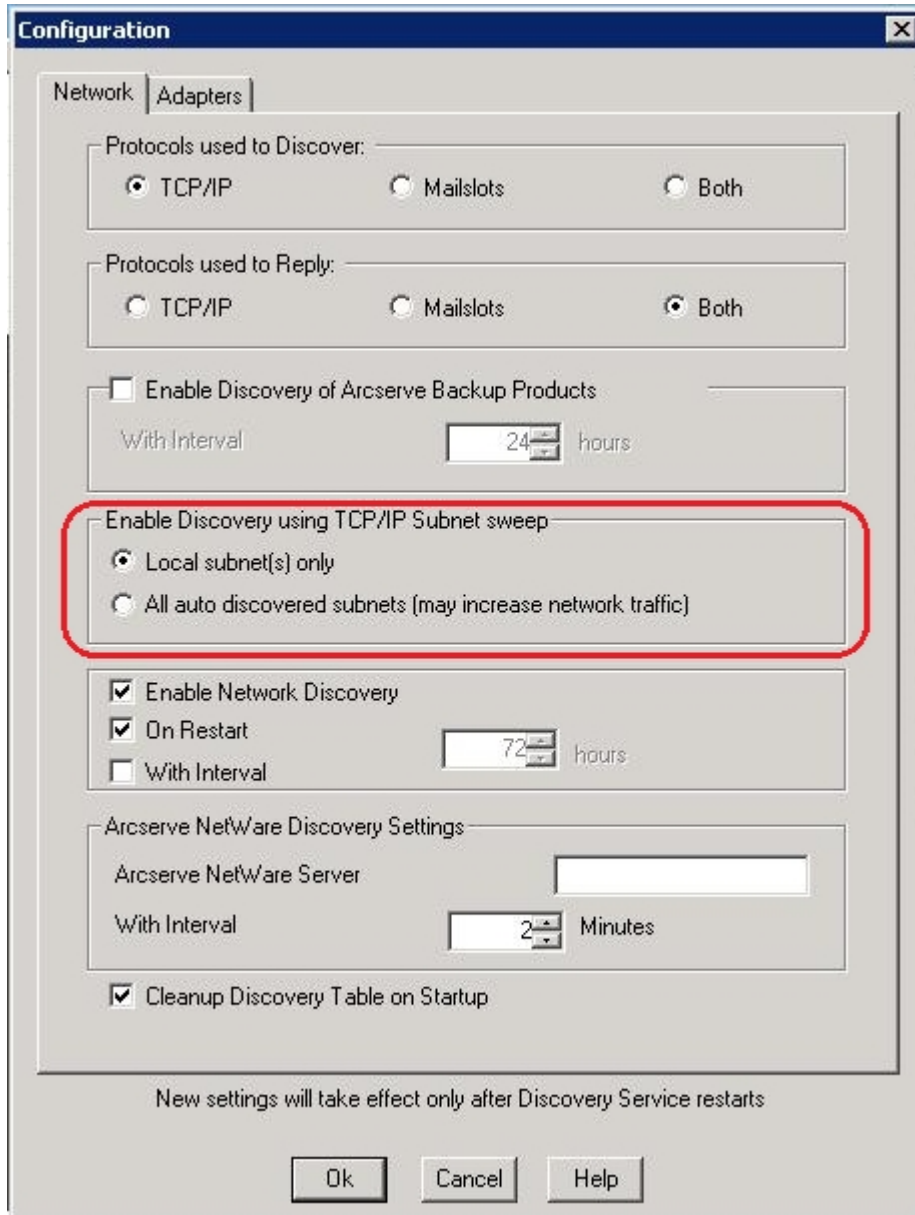 Configuration
Network Adapters
Protocols used to Discover:
TCP/IP Mailslots Both
Protocols used to Reply:
TCP/IP Mailslots Both
Enable Discovery of Arcserve Backup Products
With Interval 24 hours
Enable Discovery using TCP/IP Subnet sweep
Local subnet(s) only
All auto discovered subnets (may increase network traffic)
Enable Network Discovery
On Restart
72 hours
With Interval
Arcserve NetWare Discovery Settings
Arcserve NetWare Server
With Interval 2 Minutes
Cleanup Discovery Table on Startup
New settings will take effect only after Discovery Service restarts
Ok Cancel Help